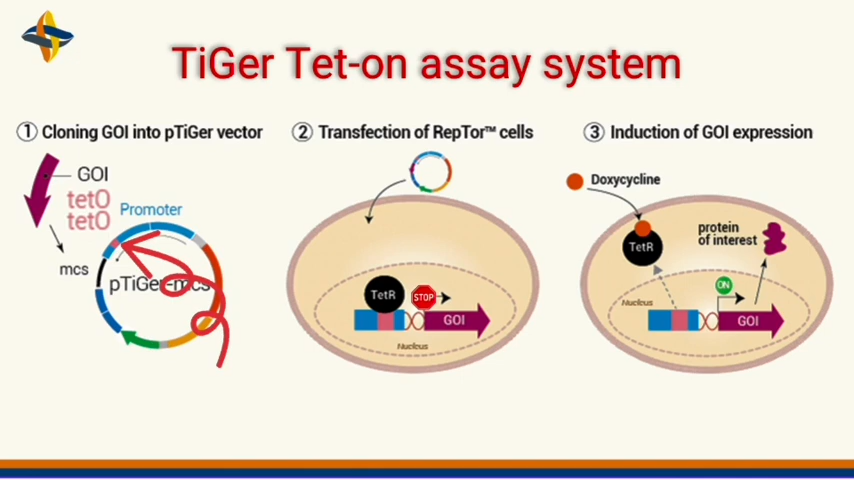 TiGer Tet-on assay system
1 Cloning GOI into pTiGer vector
GOI
tetO
tetO
Promoter
mcs
pTiGer-mcs
2 Transfection of RepTor™ cells
TetR
STOP
GOI
Nucleus
3 Induction of GOI expression
Doxycycline
TetR
protein
of interest
ON
Nucleus
GOI